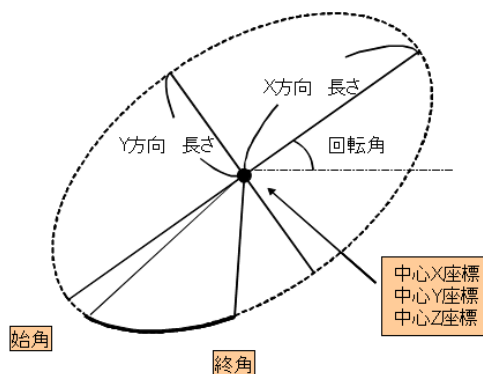 X方向 長さ
Y方向 長さ
回転角
中心X座標
中心Y座標
中心Z座標
始角
終角